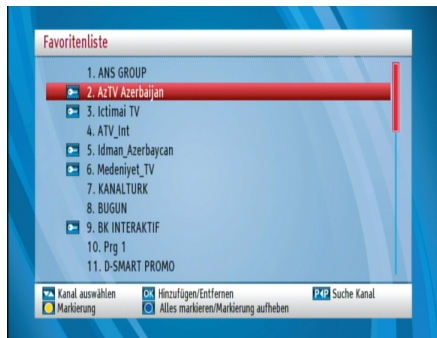 Favoritenliste
1. ANS GROUP
2. AzTV Azerbaijan
3. Ictimai TV
4. ATV_Int
5. Idman_Azerbaycan
6. Medeniyet_TV
7. KANALTURK
8. BUGUN
9. BK INTERAKTIF
10. Prg 1
11. D-SMART PROMO
Kanal auswählen OK Hinzufügen/Entfernen P4P Suche Kanal
Markierung Alles markieren/Markierung aufheben